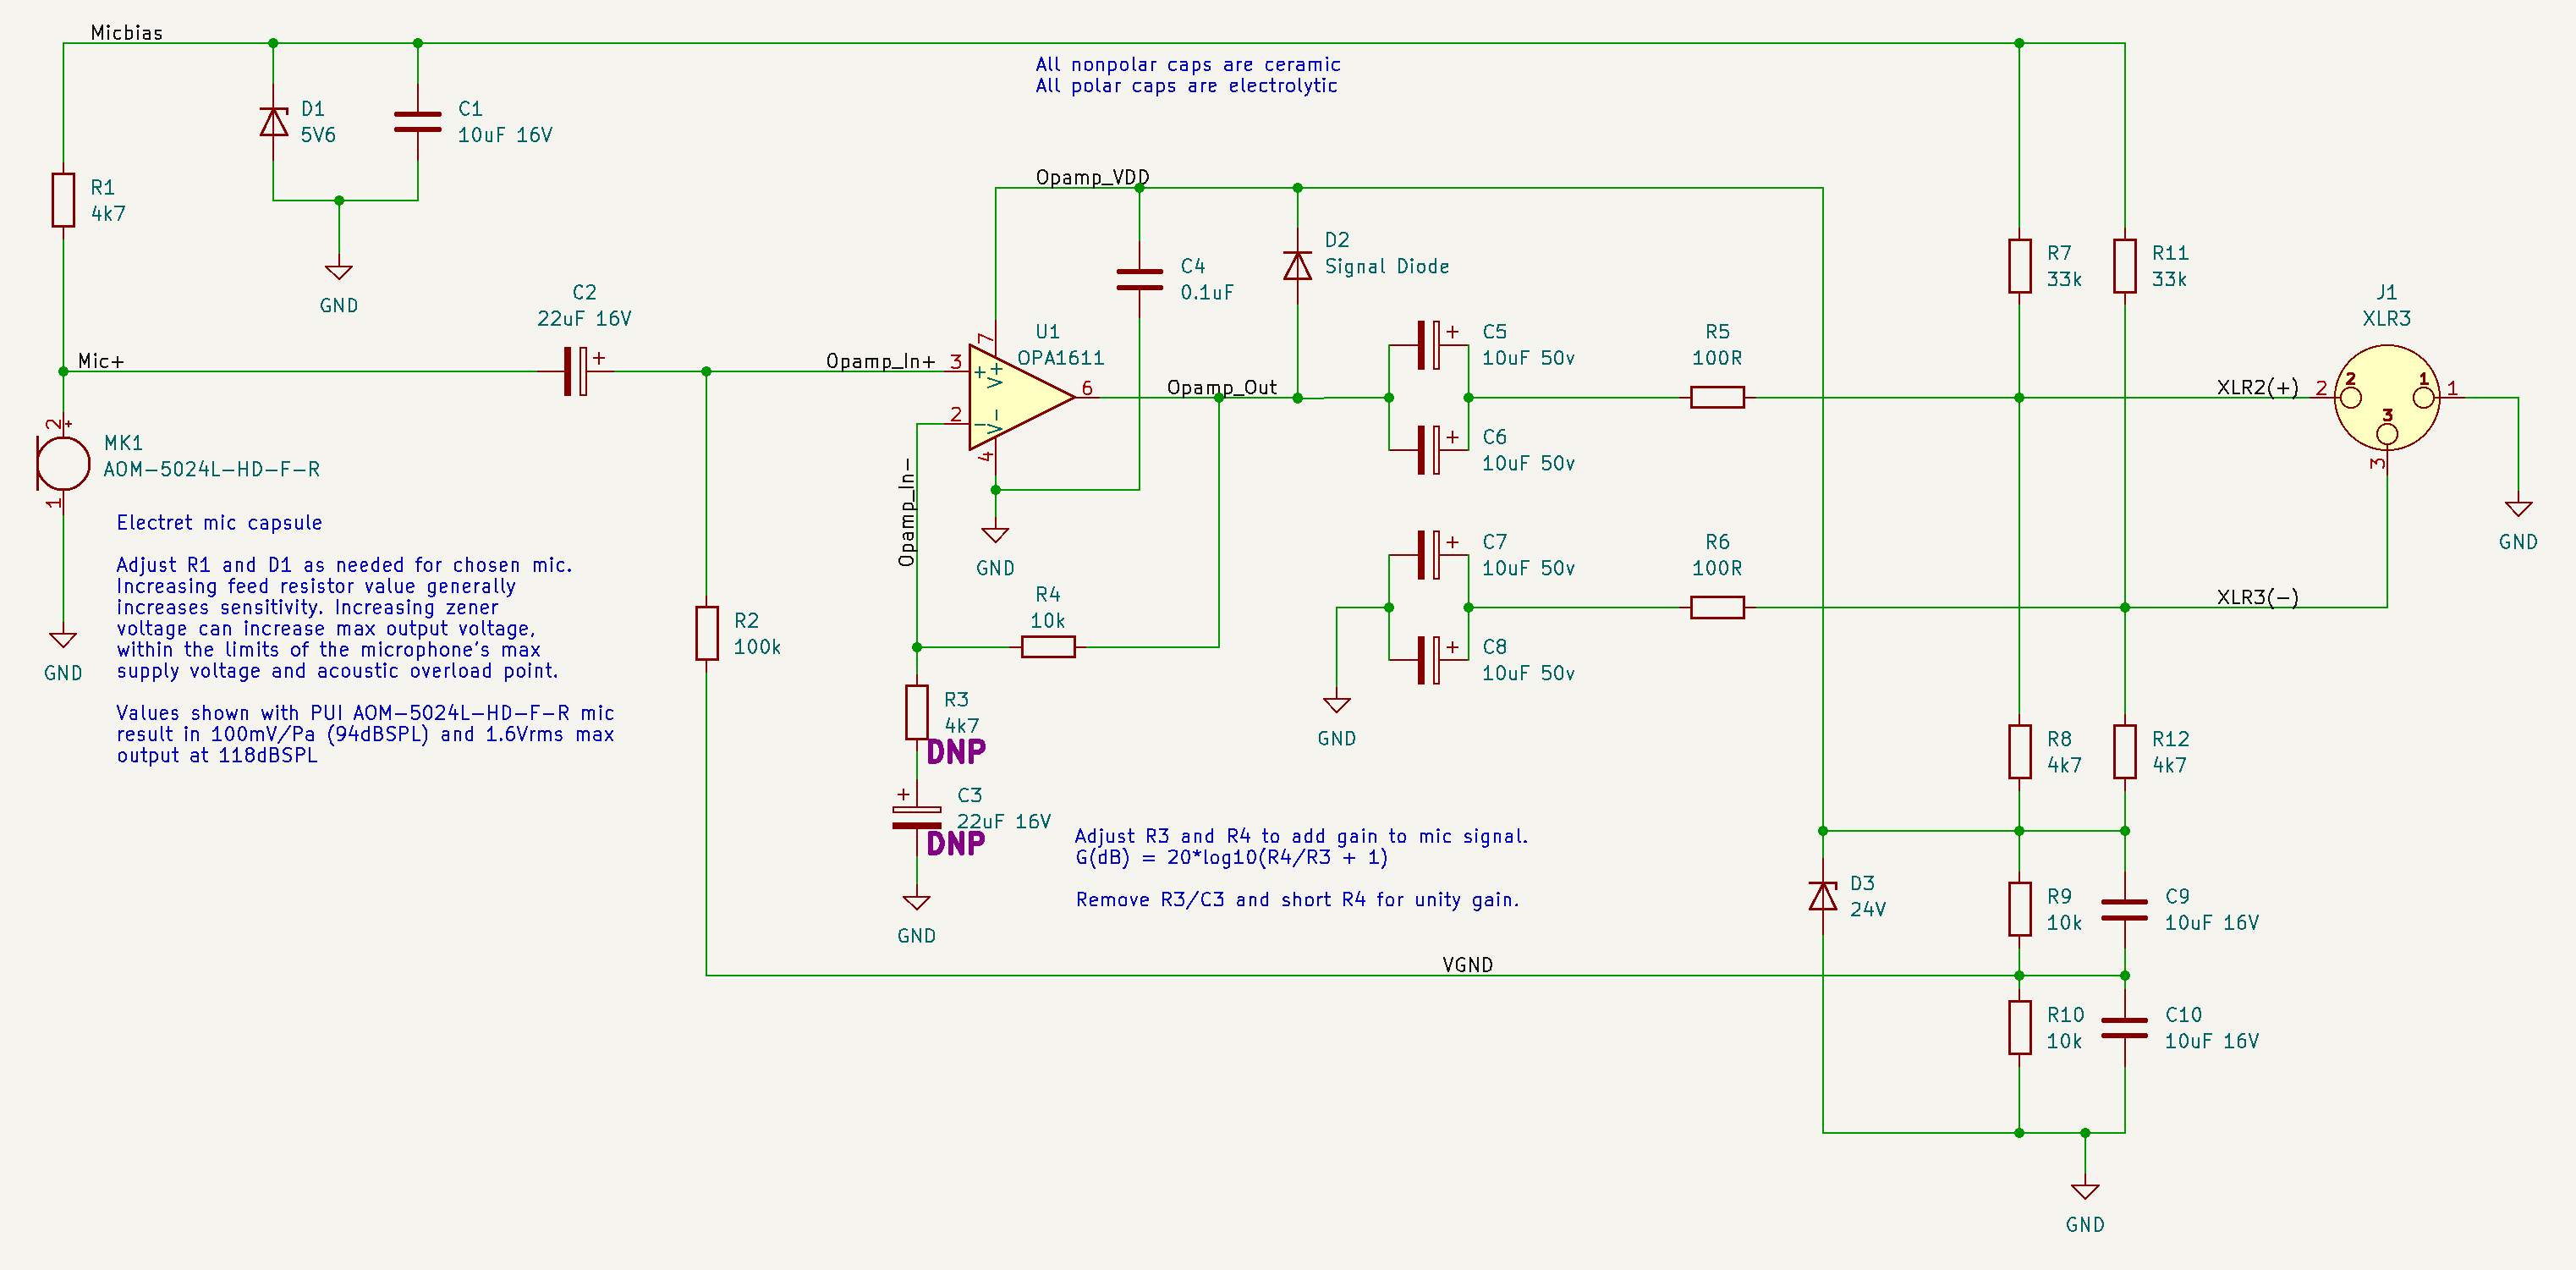 Micbias
All nonpolar caps are ceramic
All polar caps are electrolytic
D1
5V6
C1
10uF 16V
R1
4k7
GND
Opamp_VDD
D2
Signal Diode
C4
0.1uF
R7
33k
R11
33k
J1
XLR3
C2
22uF 16V
Mic+
Opamp_In+
U1
OPA1611
7
3
2
4
6
+
V+
V-
-
Opamp_Out
C5
10uF 50v
+
C6
10uF 50v
+
R5
100R
XLR2(+)
2
2
1
1
3
3
GND
2
+
MK1
AOM-5024L-HD-F-R
1
GND
Electret mic capsule
Adjust R1 and D1 as needed for chosen mic.
Increasing feed resistor value generally
increases sensitivity. Increasing zener
voltage can increase max output voltage,
within the limits of the microphone's max
supply voltage and acoustic overload point.
Values shown with PUI AOM-5024L-HD-F-R mic
result in 100mV/Pa (94dBSPL) and 1.6Vrms max
output at 118dBSPL
+
Opamp_In-
GND
R4
10k
C7
10uF 50v
+
C8
10uF 50v
+
R6
100R
XLR3(-)
GND
R2
100k
R3
4k7
DNP
+
C3
22uF 16V
DNP
GND
Adjust R3 and R4 to add gain to mic signal.
G(dB) = 20*log10(R4/R3 + 1)
Remove R3/C3 and short R4 for unity gain.
R8
4k7
R12
4k7
D3
24V
R9
10k
C9
10uF 16V
VGND
R10
10k
C10
10uF 16V
GND